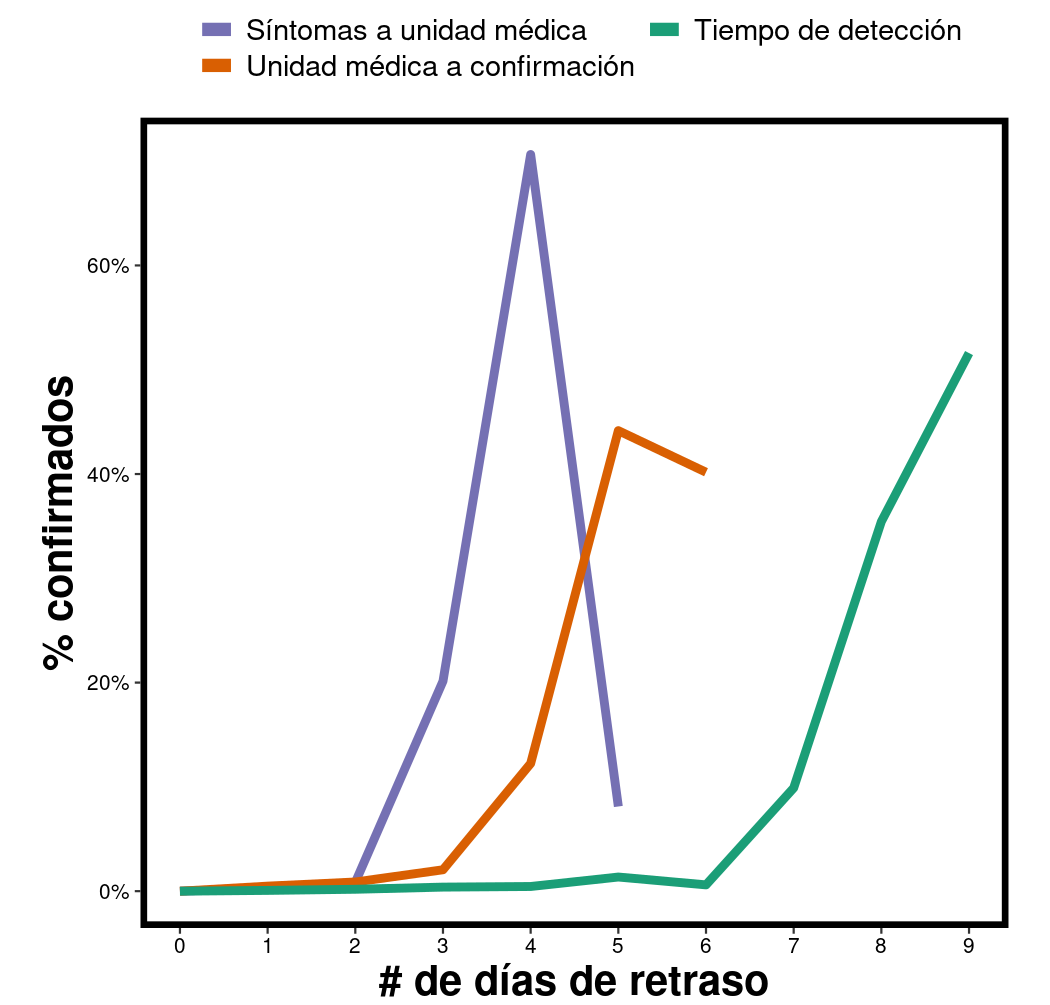 Síntomas a unidad médica
Tiempo de detección
Unidad médica a confirmación
60%
40%
20%
0%
% confirmados
0 1 2 3 4 5 6 7 8 9
# de días de retraso